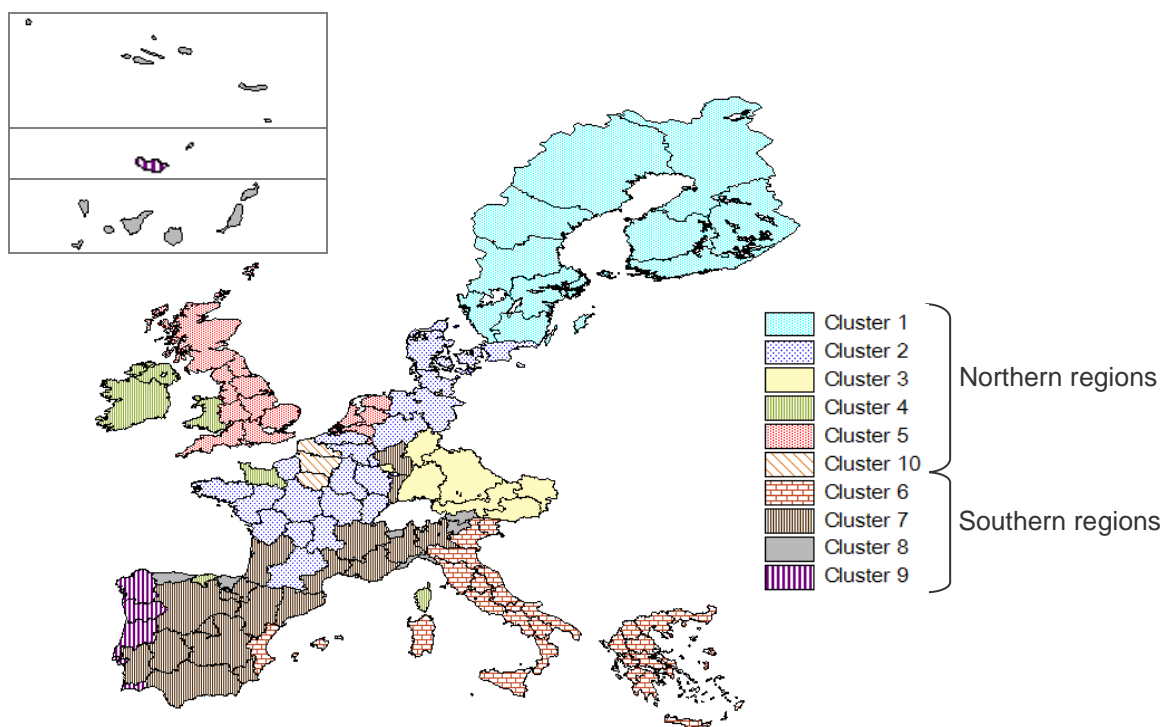 Cluster 1
Cluster 2
Cluster 3
Cluster 4
Cluster 5
Cluster 10
Cluster 6
Cluster 7
Cluster 8
Cluster 9
Northern regions
Southern regions